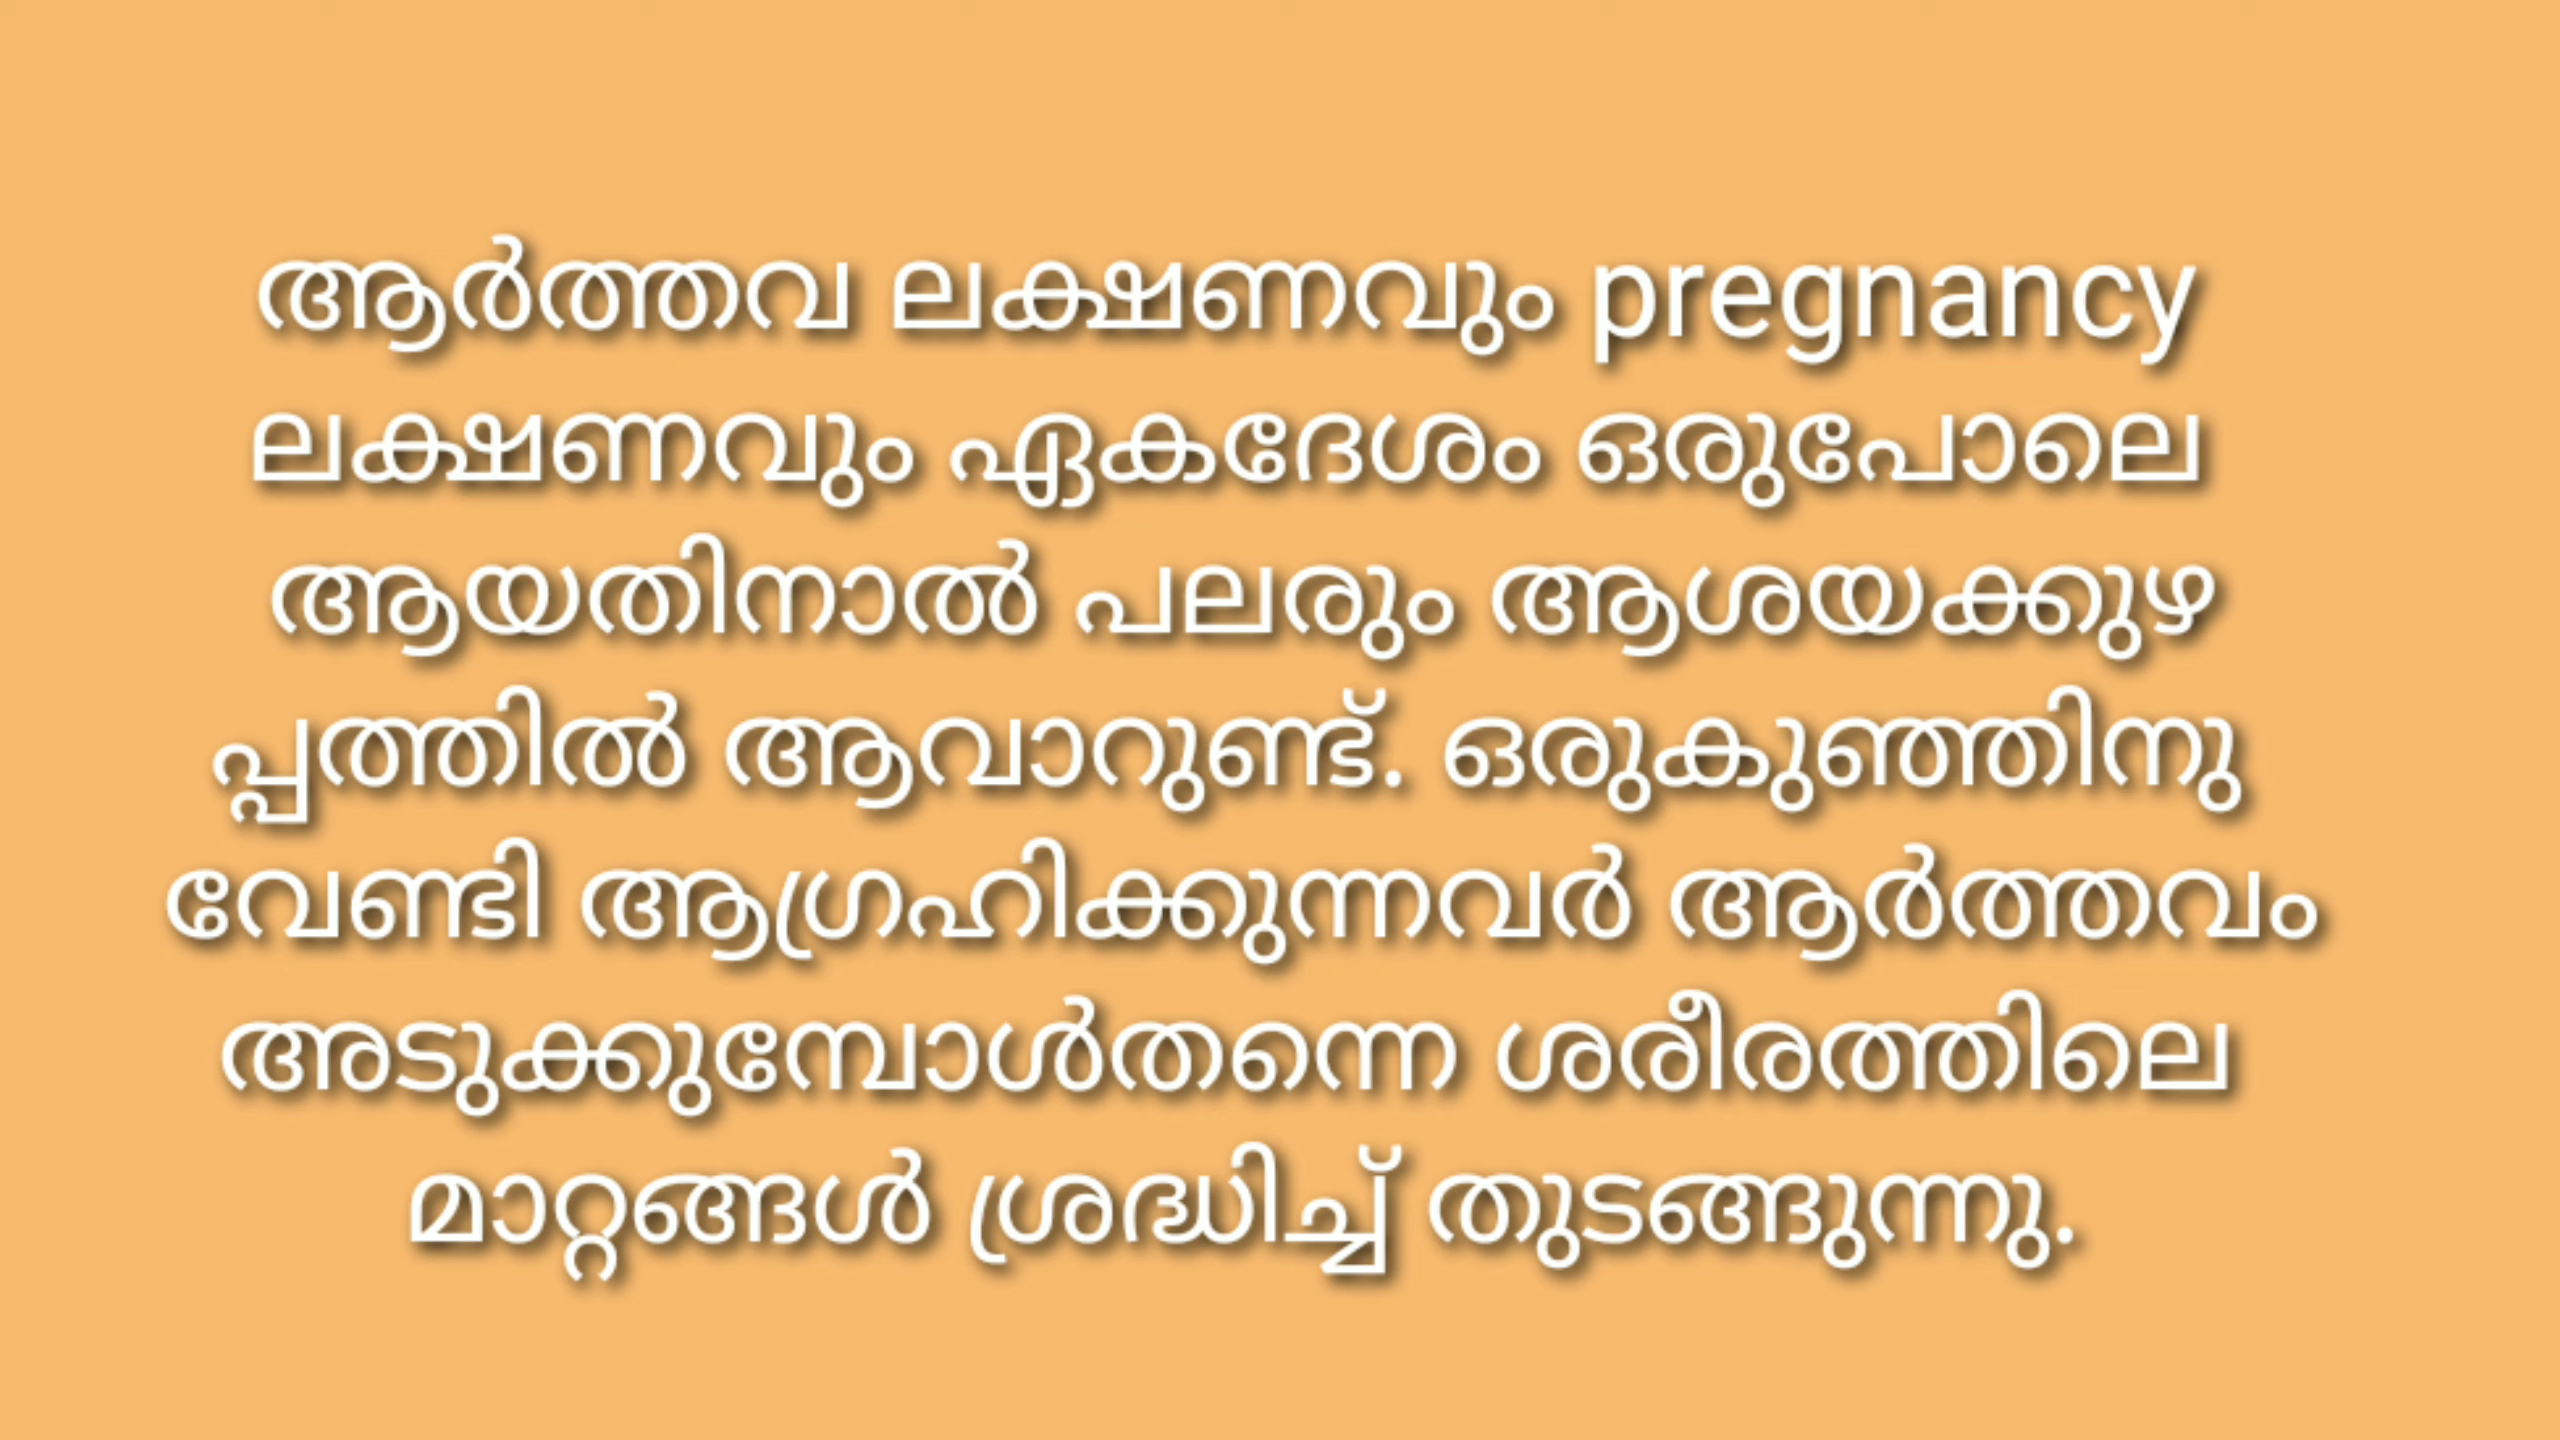 ആർത്തവ ലക്ഷണവും pregnancy
ലക്ഷണവും ഏകദേശം ഒരുപോലെ
ആയതിനാൽ പലരും ആശയക്കുഴ
പ്പത്തിൽ ആവാറുണ്ട്. ഒരുകുഞ്ഞിനു
വേണ്ടി ആഗ്രഹിക്കുന്നവർ ആർത്തവം
അടുക്കുമ്പോൾതന്നെ ശരീരത്തിലെ
മാറ്റങ്ങൾ ശ്രദ്ധിച്ച് തുടങ്ങുന്നു.